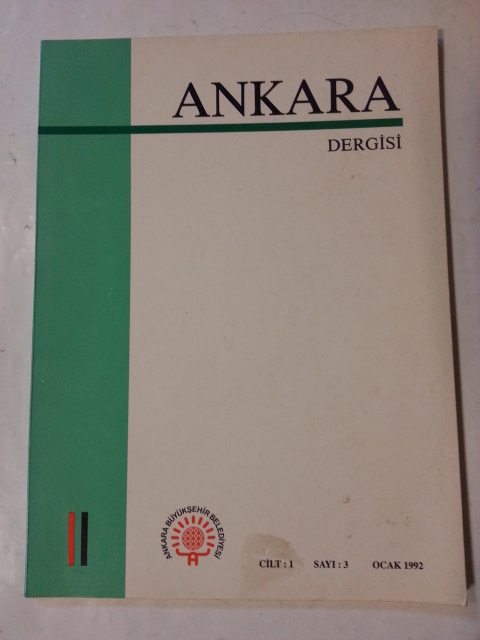 ANKARA
DERGİSİ
ANKARA BÜYÜKŞEHİR BELEDİYESİ
CİLT : I SAYI : 3 OCAK 1992